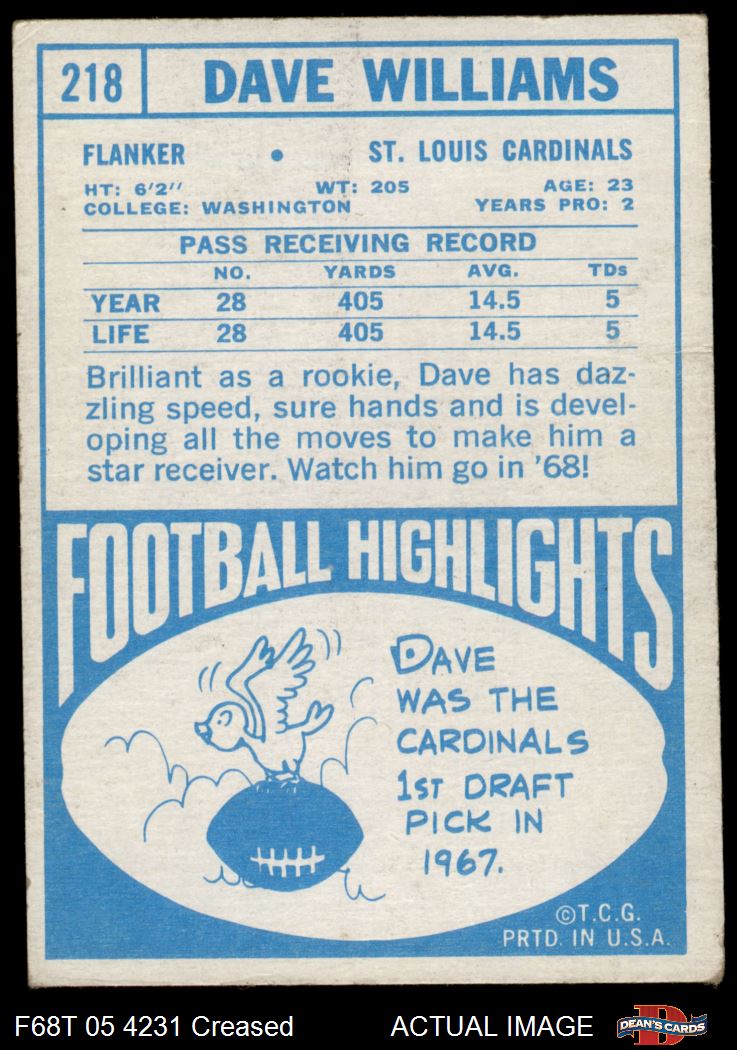 218 DAVE WILLIAMS
FLANKER • ST. LOUIS CARDINALS
HT: 6'2'' WT: 205 AGE: 23
COLLEGE: WASHINGTON YEARS PRO: 2
PASS RECEIVING RECORD
NO. YARDS AVG. TDs
YEAR 28 405 14.5 5
LIFE 28 405 14.5 5
Brilliant as a rookie, Dave has daz-
zling speed, sure hands and is devel-
oping all the moves to make him a
star receiver. Watch him go in '68!
FOOTBALL HIGHLIGHTS
DAVE
WAS THE
CARDINALS
1ST DRAFT
PICK IN
1967.
©T.C.G.
PRTD. IN U.S.A.
F68T 05 4231 Creased ACTUAL IMAGE D DEAN'S CARDS